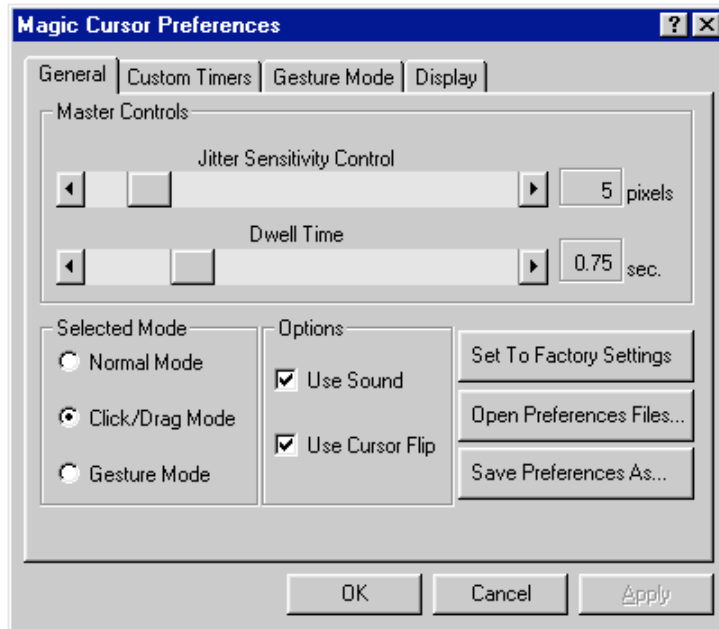 Magic Cursor Preferences
General Custom Timers Gesture Mode Display
Master Controls
Jitter Sensitivity Control
5 pixels
Dwell Time
0.75 sec.
Selected Mode
Normal Mode
Click/Drag Mode
Gesture Mode
Options
Use Sound
Use Cursor Flip
Set To Factory Settings
Open Preferences Files...
Save Preferences As...
OK Cancel Apply